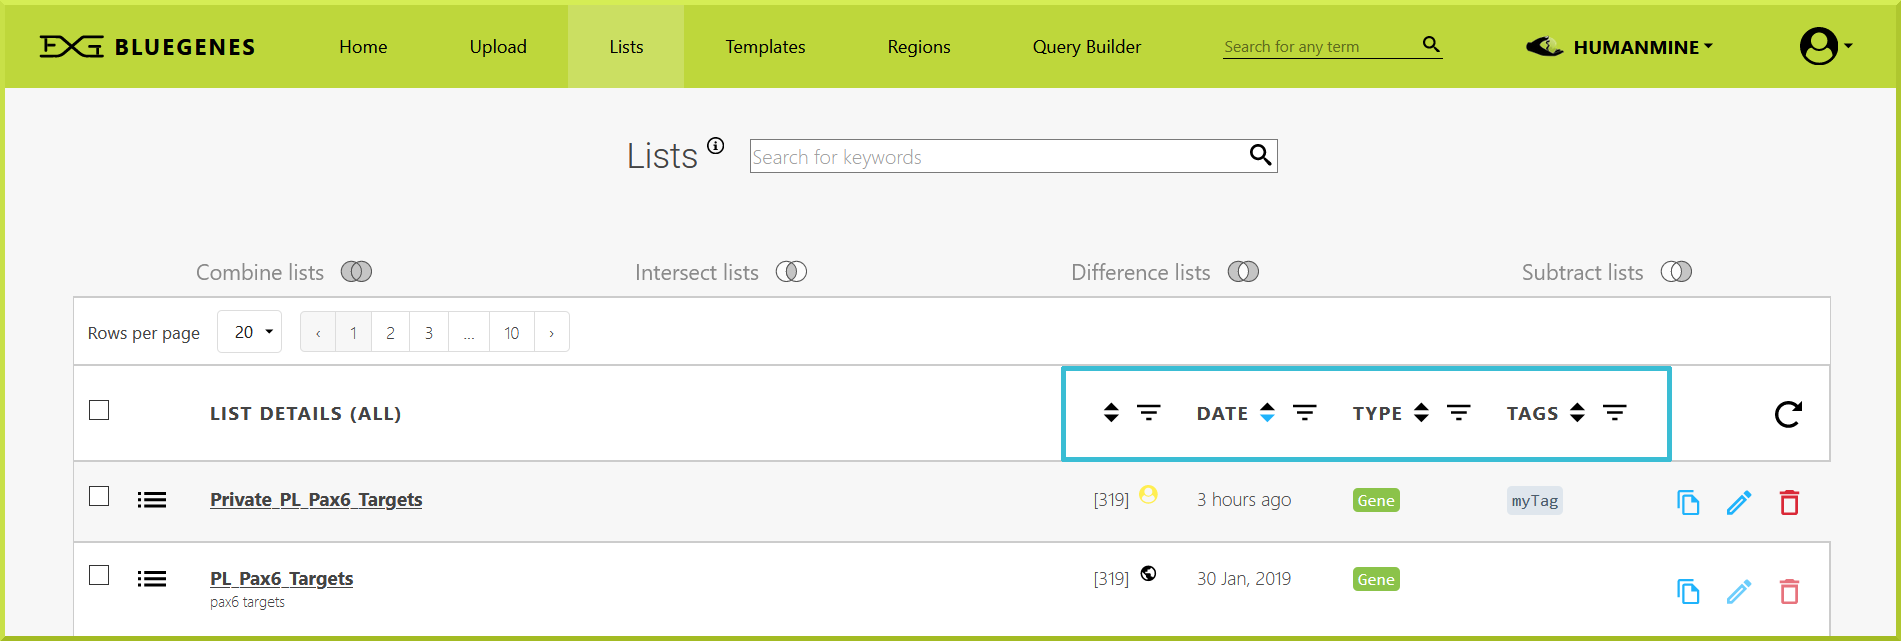 BLUEGENES Home Upload Lists Templates Regions Query Builder Search for any term HUMANMINE
Lists Search for keywords
Combine lists Intersect lists Difference lists Subtract lists
Rows per page 20 ‹ 1 2 3 ... 10 ›
LIST DETAILS (ALL) DATE TYPE TAGS
Private_PL_Pax6_Targets [319] 3 hours ago Gene myTag
PL_Pax6_Targets [319] 30 Jan, 2019 Gene
pax6 targets